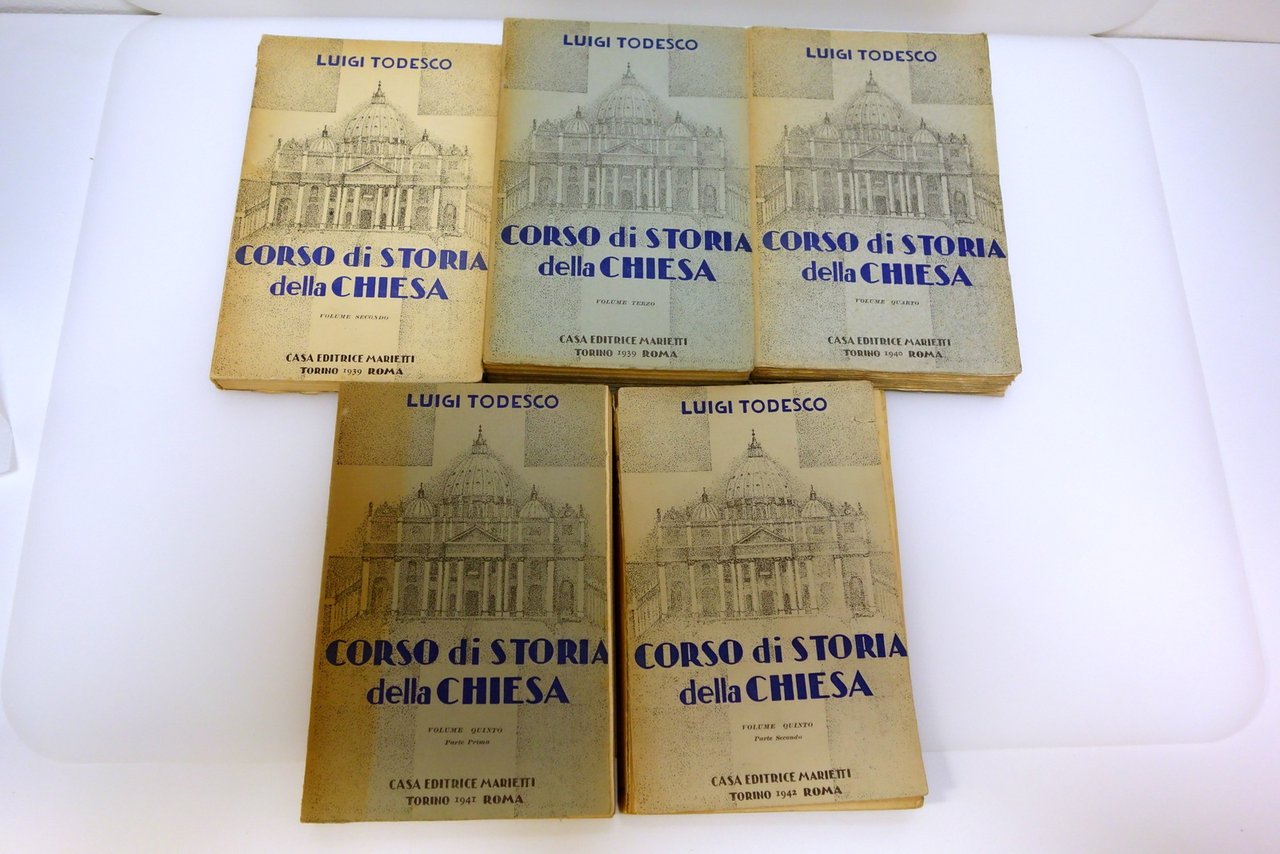 LUIGI TODESCO
CORSO di STORIA
della CHIESA
VOLUME SECONDO
CASA EDITRICE MARIETTI
TORINO 1939 ROMA
LUIGI TODESCO
CORSO di STORIA
della CHIESA
VOLUME TERZO
CASA EDITRICE MARIETTI
TORINO 1939 ROMA
LUIGI TODESCO
CORSO di STORIA
della CHIESA
VOLUME QUARTO
CASA EDITRICE MARIETTI
TORINO 1940 ROMA
LUIGI TODESCO
CORSO di STORIA
della CHIESA
VOLUME QUINTO
Parte Prima
CASA EDITRICE MARIETTI
TORINO 1941 ROMA
LUIGI TODESCO
CORSO di STORIA
della CHIESA
VOLUME QUINTO
Parte Seconda
CASA EDITRICE MARIETTI
TORINO 1942 ROMA